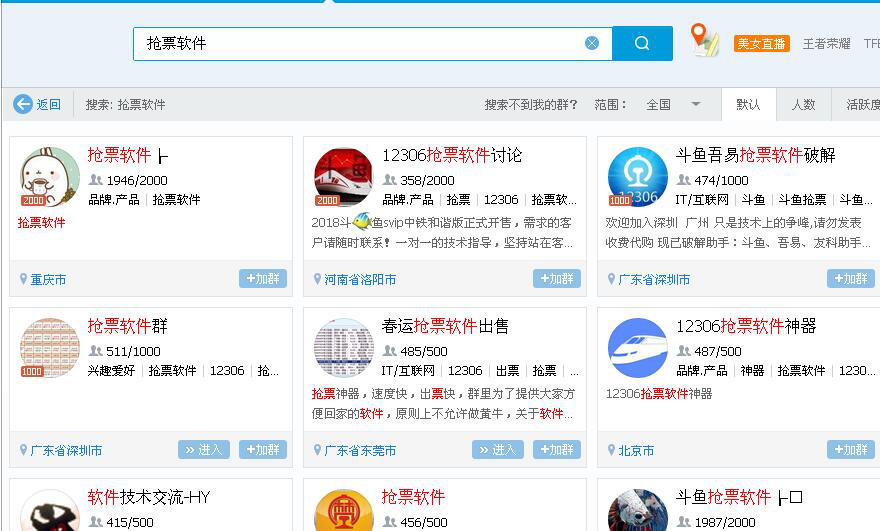 抢票软件
美女直播 王者荣耀 TFE
返回 搜索: 抢票软件 搜索不到我的群? 范围: 全国 默认 人数 活跃度
抢票软件
1946/2000
品牌.产品 抢票软件
2000
抢票软件
重庆市 +加群
12306抢票软件讨论
358/2000
品牌.产品 抢票 12306 抢票软...
2000
2018斗鱼svip中铁和谐版正式开售，需求的客
户请随时联系！一对一的技术指导，坚持站在客...
河南省洛阳市 +加群
斗鱼吾易抢票软件破解
474/1000
IT/互联网 斗鱼 斗鱼抢票 斗鱼...
12306
1000
欢迎加入深圳 广州 只是技术上的争峰,请勿发表
收费代购 现已破解助手：斗鱼、吾易、友科助手...
广东省深圳市 +加群
抢票软件群
511/1000
兴趣爱好 抢票软件 12306 抢...
1000
广东省深圳市 » 进入 +加群
春运抢票软件出售
485/500
IT/互联网 12306 出票 抢票 ...
抢票神器，速度快，出票快，群里为了提供大家方
便回家的软件，原则上不允许做黄牛，关于软件...
广东省东莞市 » 进入 +加群
12306抢票软件神器
487/500
品牌.产品 神器 抢票软件 1230...
12306抢票软件神器
北京市 +加群
软件技术交流-HY
415/500
抢票软件
456/500
斗鱼抢票软件
1987/2000